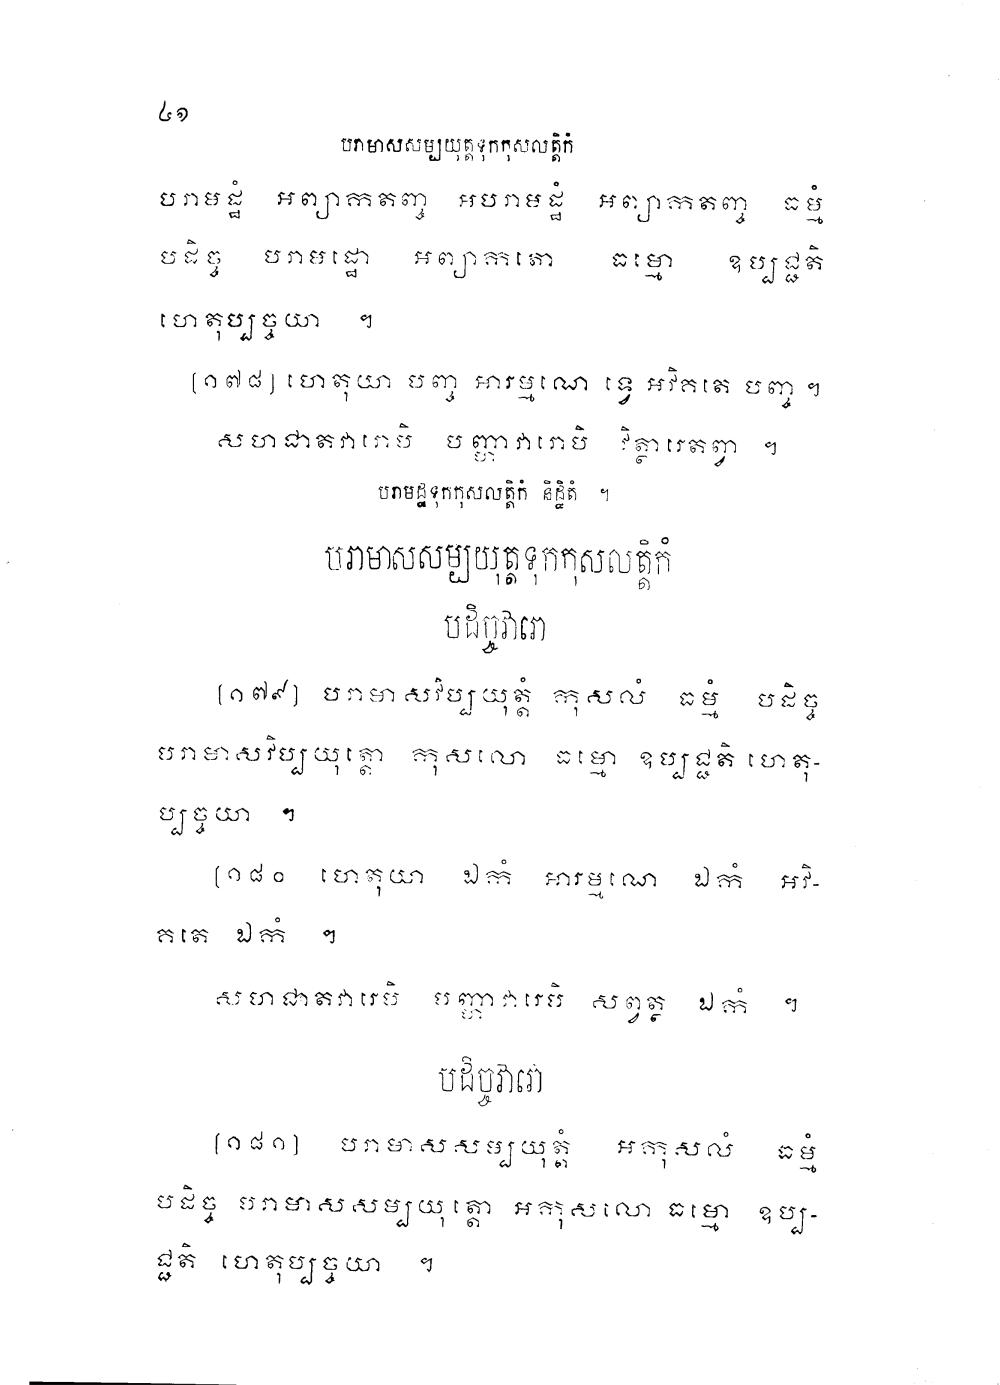 ៤១
បរាមាសសម្បយុត្តទុកកុសលត្តិកំ
បរាមដ្ឋំ អព្យាកតញ្ច អបរាមដ្ឋំ អព្យាកតញ្ច ធម្មំ
បដិច្ច បរាមដ្ឋោ អព្យាកតោ ធម្មោ ឧប្បជ្ជតិ
ហេតុប្បច្ចយា ។
[១៧៨] ហេតុយា បញ្ច អារម្មណេ ទ្វេ អវិគតេ បញ្ច ។
សហជាតវារោបិ បញ្ហាវារោបិ វិត្ថារេតព្វា ។
បរាមដ្ឋទុកកុសលត្តិកំ និដ្ឋិតំ ។
បរាមាសសម្បយុត្តទុកកុសលត្តិកំ
បដិច្ចវារោ
[១៧៩] បរាមាសវិប្បយុត្តំ កុសលំ ធម្មំ បដិច្ច
បរាមាសវិប្បយុត្តោ កុសលោ ធម្មោ ឧប្បជ្ជតិ ហេតុ-
ប្បច្ចយា ។
[១៨០ ហេតុយា ឯកំ អារម្មណេ ឯកំ អវិ-
គតេ ឯកំ ។
សហជាតវារេបិ បញ្ហាវារេបិ សព្វត្ថ ឯកំ ។
បដិច្ចវារោ
[១៨១] បរាមាសសម្បយុត្តំ អកុសលំ ធម្មំ
បដិច្ច បរាមាសសម្បយុត្តោ អកុសលោ ធម្មោ ឧប្ប-
ជ្ជតិ ហេតុប្បច្ចយា ។